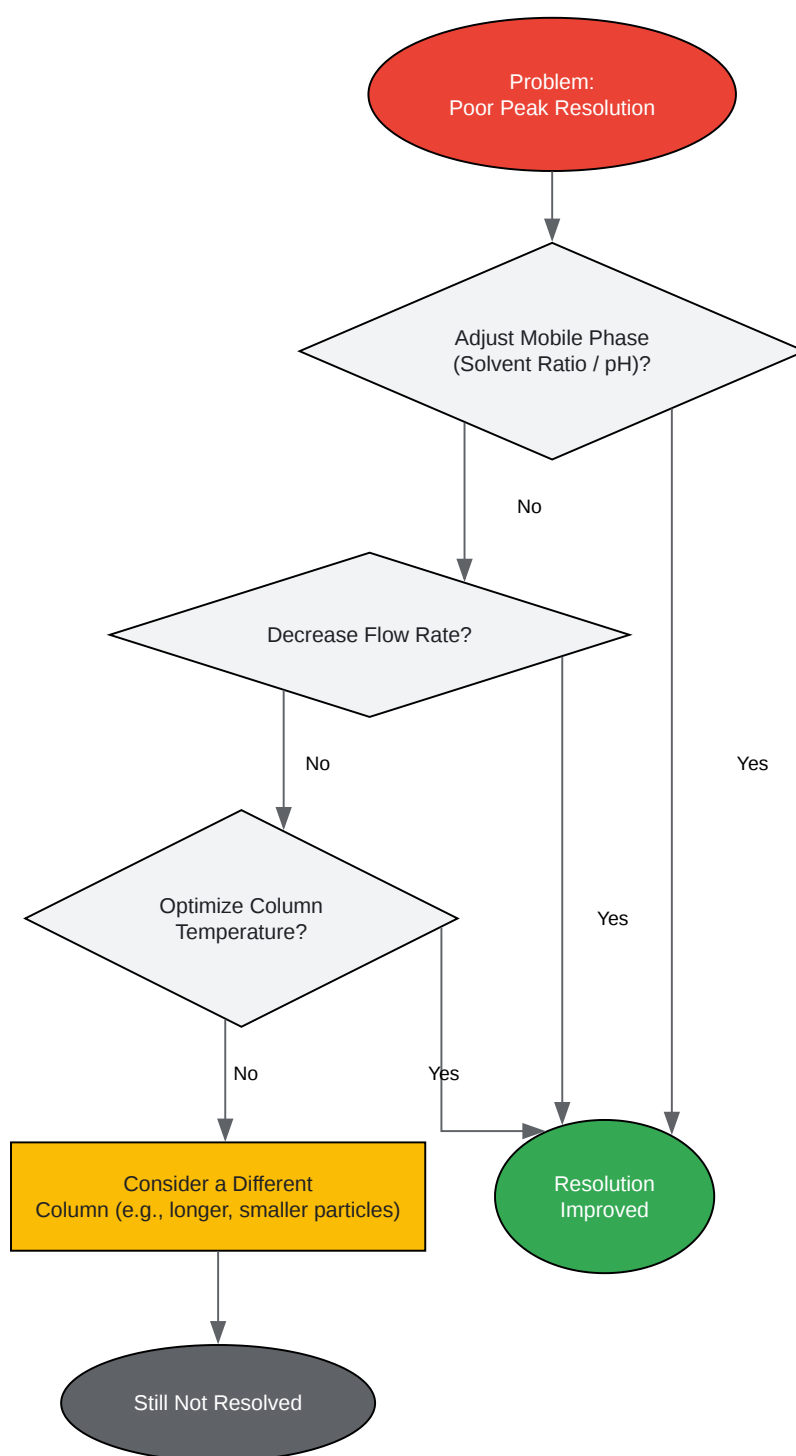 Problem:
Poor Peak Resolution
Adjust Mobile Phase
(Solvent Ratio / pH)?
No
Decrease Flow Rate?
No
Yes
Optimize Column
Temperature?
Yes
No
Yes
Consider a Different
Column (e.g., longer, smaller particles)
Resolution
Improved
Still Not Resolved